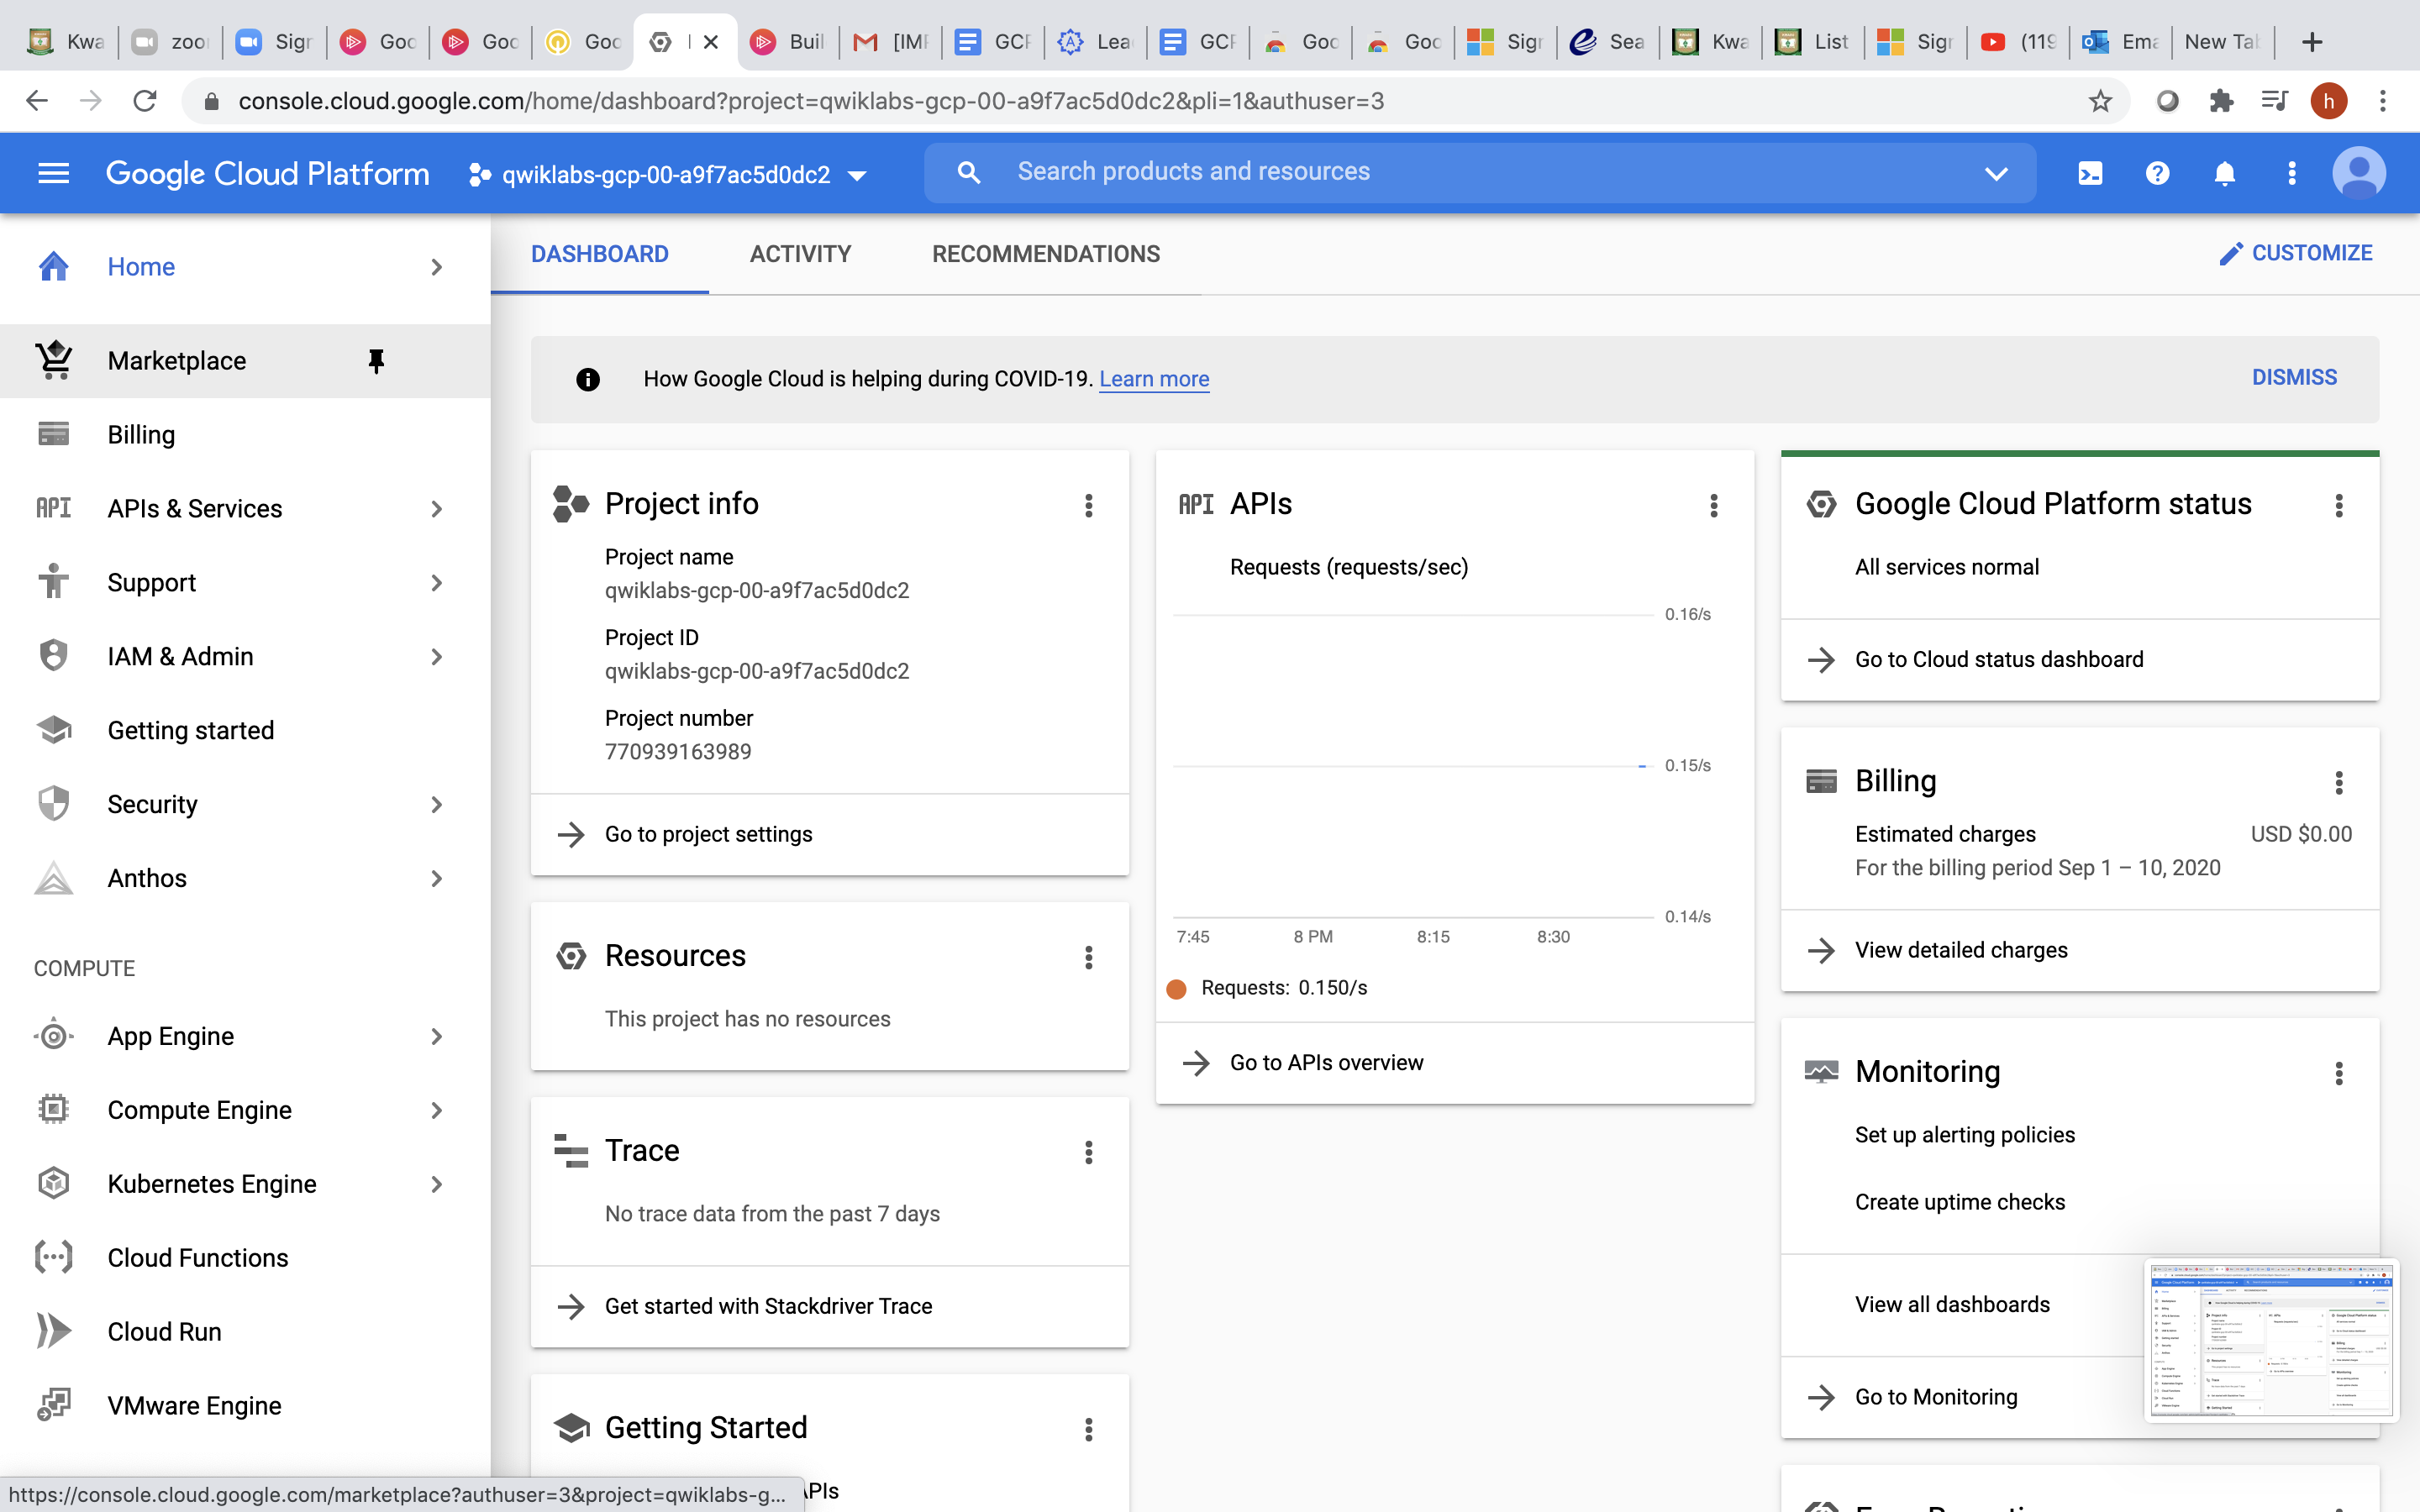 Kwa
zoor
Sigr
Goc
Goc
Goc
Buil
[IMF
GCF
Lea
GCF
Goc
Goc
Sigr
Sea
Kwa
List
Sigr
(119
Ema
New Tab
console.cloud.google.com/home/dashboard?project=qwiklabs-gcp-00-a9f7ac5d0dc2&pli=1&authuser=3
h
Google Cloud Platform
qwiklabs-gcp-00-a9f7ac5d0dc2
Search products and resources
Home
Marketplace
Billing
API APIs & Services
Support
IAM & Admin
Getting started
Security
Anthos
COMPUTE
App Engine
Compute Engine
Kubernetes Engine
Cloud Functions
Cloud Run
VMware Engine
DASHBOARD
ACTIVITY
RECOMMENDATIONS
CUSTOMIZE
How Google Cloud is helping during COVID-19. Learn more
DISMISS
Project info
Project name
qwiklabs-gcp-00-a9f7ac5d0dc2
Project ID
qwiklabs-gcp-00-a9f7ac5d0dc2
Project number
770939163989
Go to project settings
Resources
This project has no resources
Trace
No trace data from the past 7 days
Get started with Stackdriver Trace
Getting Started
APIs
API APIs
Requests (requests/sec)
0.16/s
0.15/s
0.14/s
7:45 8 PM 8:15 8:30
Requests: 0.150/s
Go to APIs overview
Google Cloud Platform status
All services normal
Go to Cloud status dashboard
Billing
Estimated charges USD $0.00
For the billing period Sep 1 – 10, 2020
View detailed charges
Monitoring
Set up alerting policies
Create uptime checks
View all dashboards
Go to Monitoring
https://console.cloud.google.com/marketplace?authuser=3&project=qwiklabs-g...